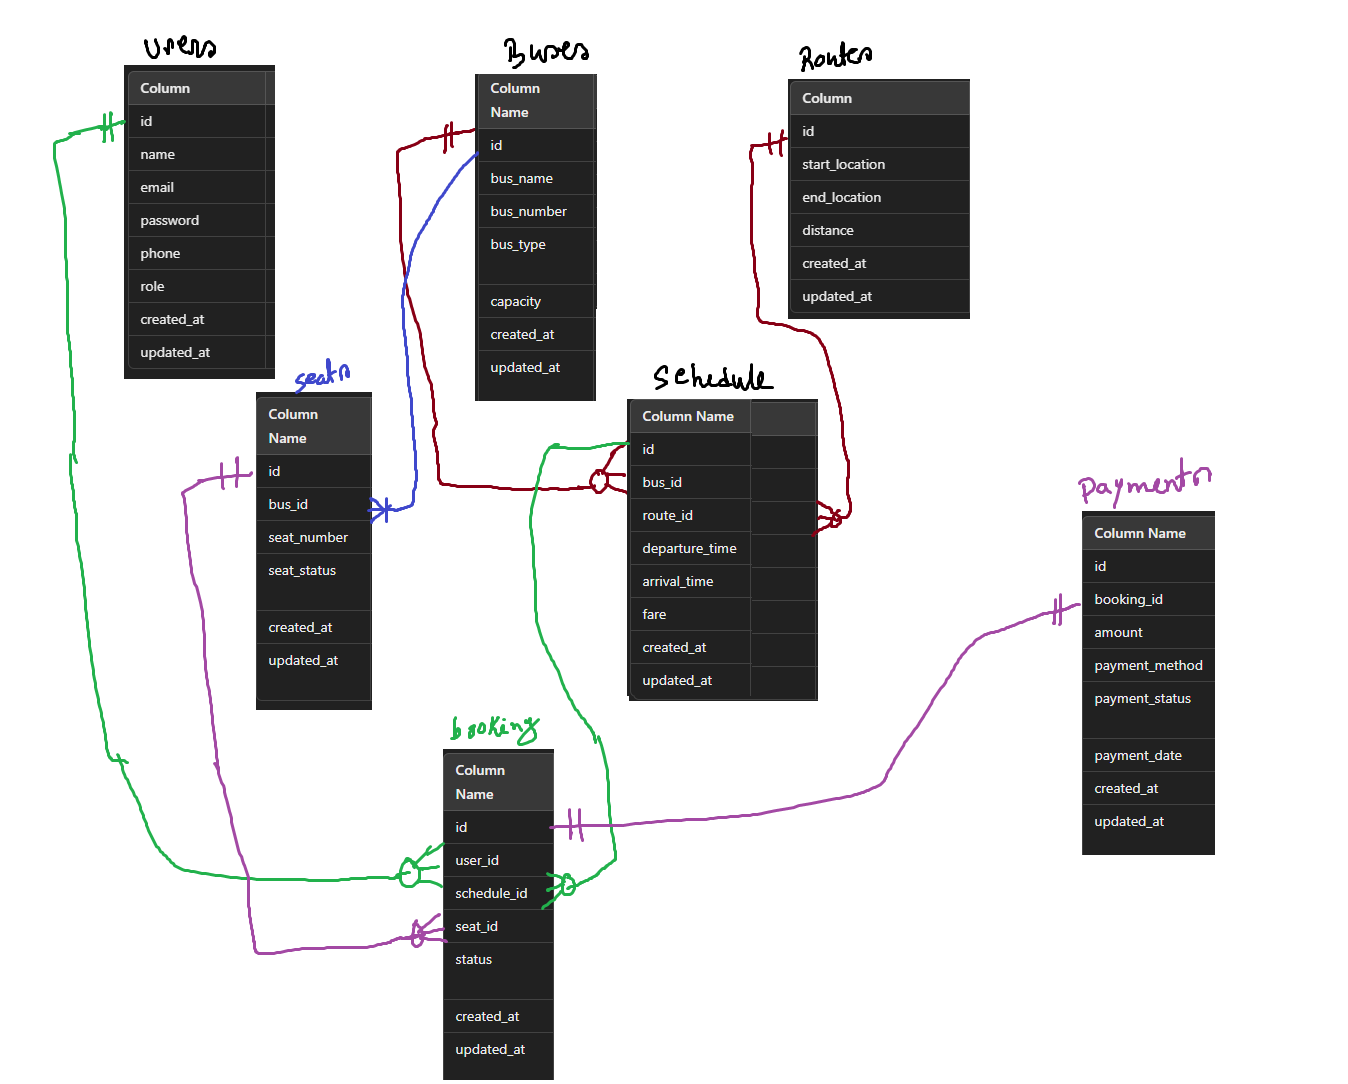 Users
Column
id
name
email
password
phone
role
created_at
updated_at
Buses
Column
Name
id
bus_name
bus_number
bus_type
capacity
created_at
updated_at
Routes
Column
id
start_location
end_location
distance
created_at
updated_at
seats
Column
Name
id
bus_id
seat_number
seat_status
created_at
updated_at
Schedule
Column Name
id
bus_id
route_id
departure_time
arrival_time
fare
created_at
updated_at
Payments
Column Name
id
booking_id
amount
payment_method
payment_status
payment_date
created_at
updated_at
booking
Column
Name
id
user_id
schedule_id
seat_id
status
created_at
updated_at